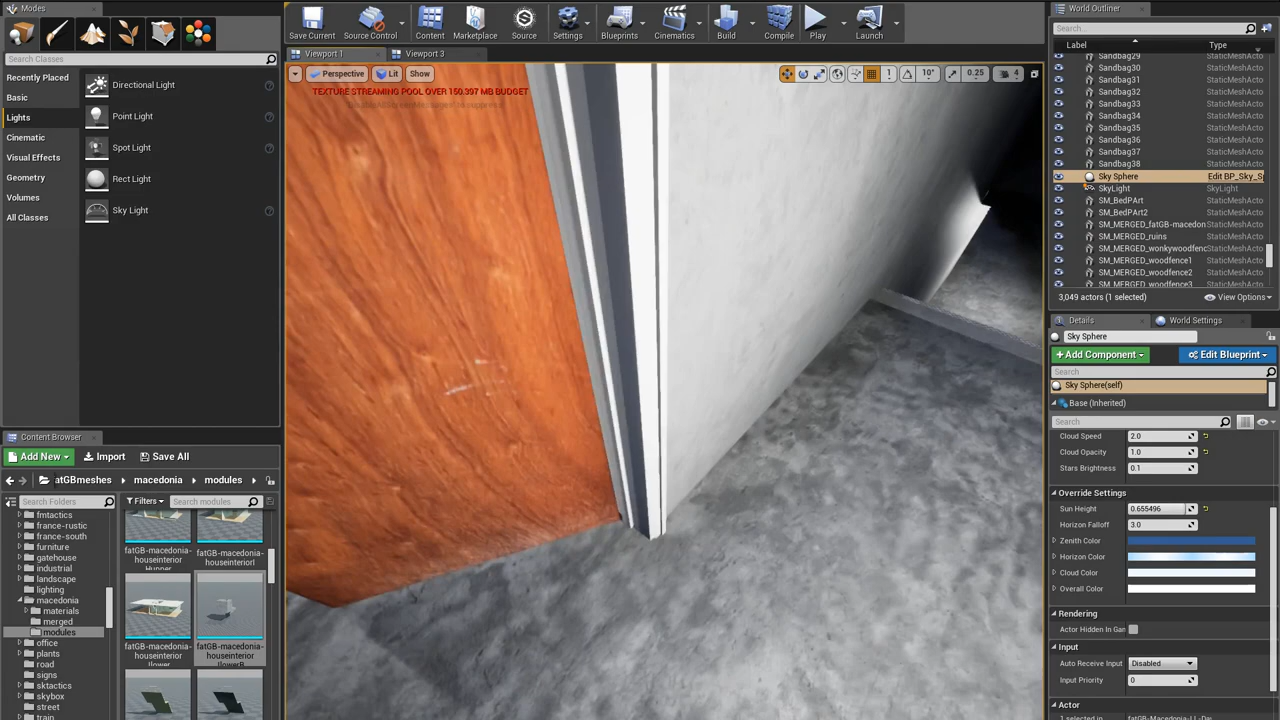 Modes
Search Classes
Recently Placed
Basic
Lights
Cinematic
Visual Effects
Geometry
Volumes
All Classes
Directional Light
Point Light
Spot Light
Rect Light
Sky Light
Save Current
Source Control
Content
Marketplace
Source
Settings
Blueprints
Cinematics
Build
Compile
Play
Launch
Viewport 1
Viewport 3
Perspective
Lit
Show
1
10°
0.25
4
TEXTURE STREAMING POOL OVER 150.397 MB BUDGET
World Outliner
Search...
Label
Type
Sandbag29
Sandbag30 StaticMeshActo
Sandbag31 StaticMeshActo
Sandbag32 StaticMeshActo
Sandbag33 StaticMeshActo
Sandbag34 StaticMeshActo
Sandbag35 StaticMeshActo
Sandbag36 StaticMeshActo
Sandbag37 StaticMeshActo
Sandbag38 StaticMeshActo
Sky Sphere Edit BP_Sky_Sp
SkyLight SkyLight
SM_BedPArt StaticMeshActo
SM_BedPArt2 StaticMeshActo
SM_MERGED_fatGB-macedon StaticMeshActo
SM_MERGED_ruins StaticMeshActo
SM_MERGED_wonkywoodfenc StaticMeshActo
SM_MERGED_woodfence1 StaticMeshActo
SM_MERGED_woodfence2 StaticMeshActo
SM_MERGED_woodfence3 StaticMeshActo
3,049 actors (1 selected)
View Options
Details
World Settings
Sky Sphere
+Add Component
Edit Blueprint
Search
Sky Sphere(self)
Base (Inherited)
Search
Cloud Speed 2.0
Cloud Opacity 1.0
Stars Brightness 0.1
Override Settings
Sun Height 0.655496
Horizon Falloff 3.0
Zenith Color
Horizon Color
Cloud Color
Overall Color
Rendering
Actor Hidden In Gam
Input
Auto Receive Input Disabled
Input Priority 0
Actor
Content Browser
Add New
Import
Save All
atGBmeshes
macedonia
modules
Search Folders
Filters
Search modules
fmtactics
france-rustic
france-south
furniture
gatehouse
industrial
landscape
lighting
macedonia
materials
merged
modules
office
plants
road
signs
sktactics
skybox
street
train
fatGB-macedonia-
houseinterior
fatGB-macedonia-
houseinteriorl
fatGB-macedonia-
houseinterior
fatGB-macedonia-
houseinterior